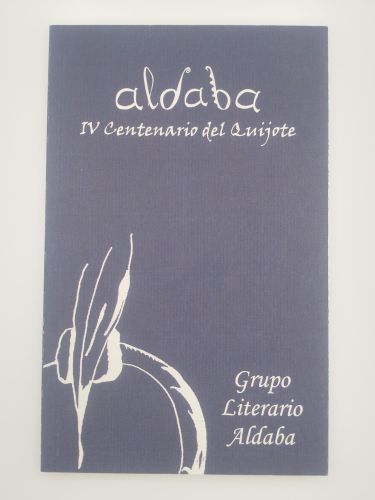 aldaba
IV Centenario del Quijote
Grupo
Literario
Aldaba